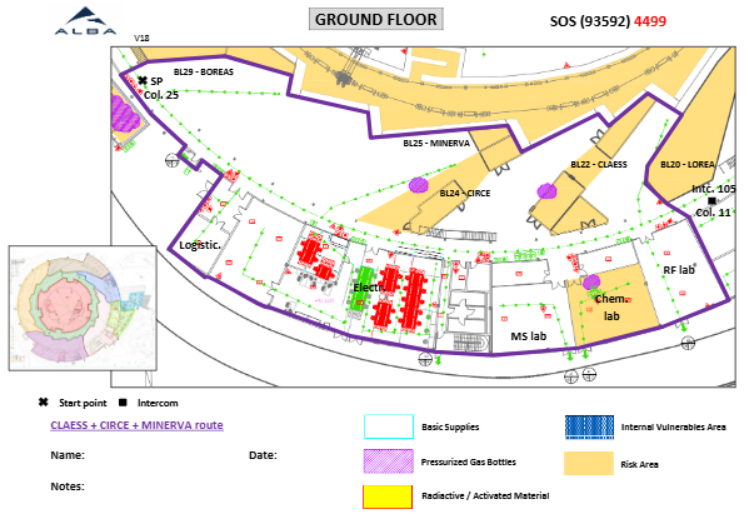 ALBA
GROUND FLOOR
SOS (93592) 4499
V18
BL29 - BOREAS
SP
Col. 25
BL25 - MINERVA
BL22 - CLAESS
BL20 - LOREA
BL24 - CIRCE
Intc. 105
Col. 11
Logistic.
RF lab
Electr.
Chem.
lab
MS lab
Start point
Intercom
CLAESS + CIRCE + MINERVA route
Name:
Date:
Notes:
Basic Supplies
Pressurized Gas Bottles
Radiactive / Activated Material
Internal Vulnerables Area
Risk Area